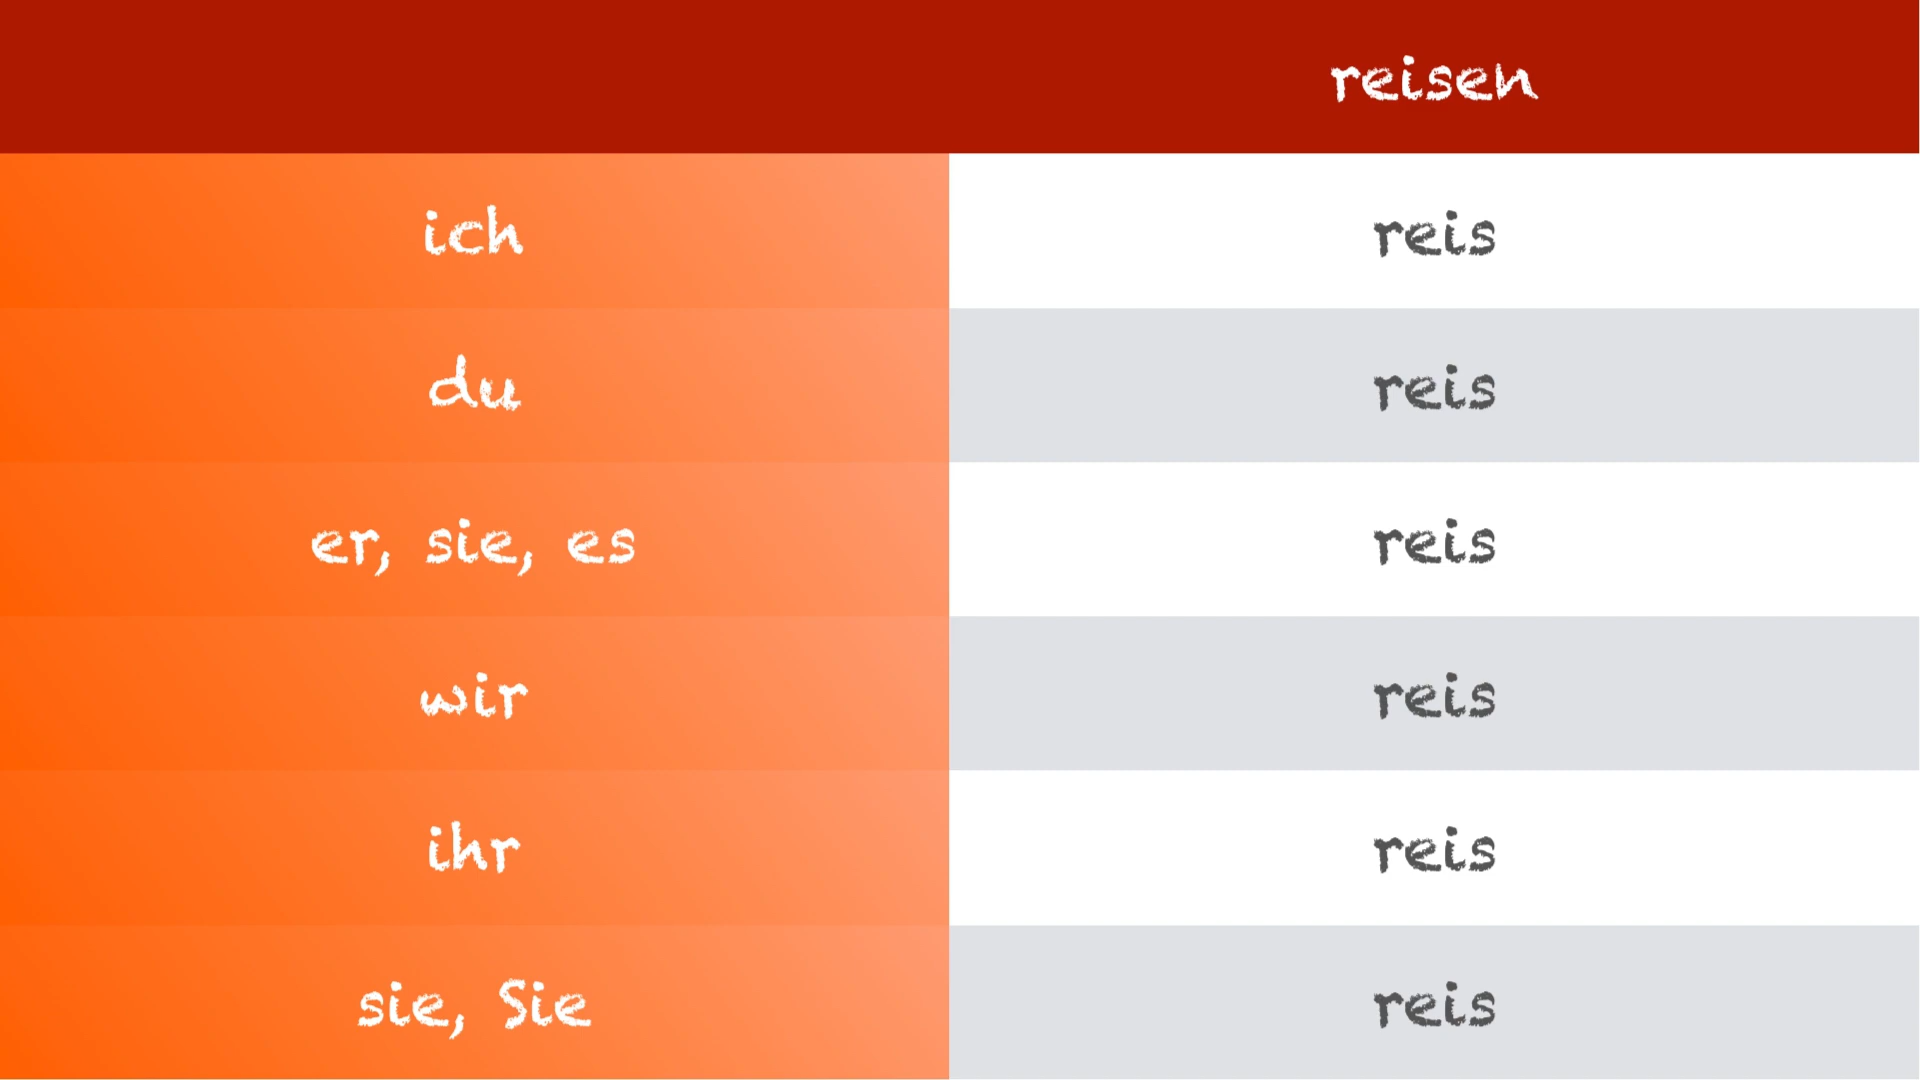 reisen
ich reis
du reis
er, sie, es reis
wir reis
ihr reis
sie, Sie reis